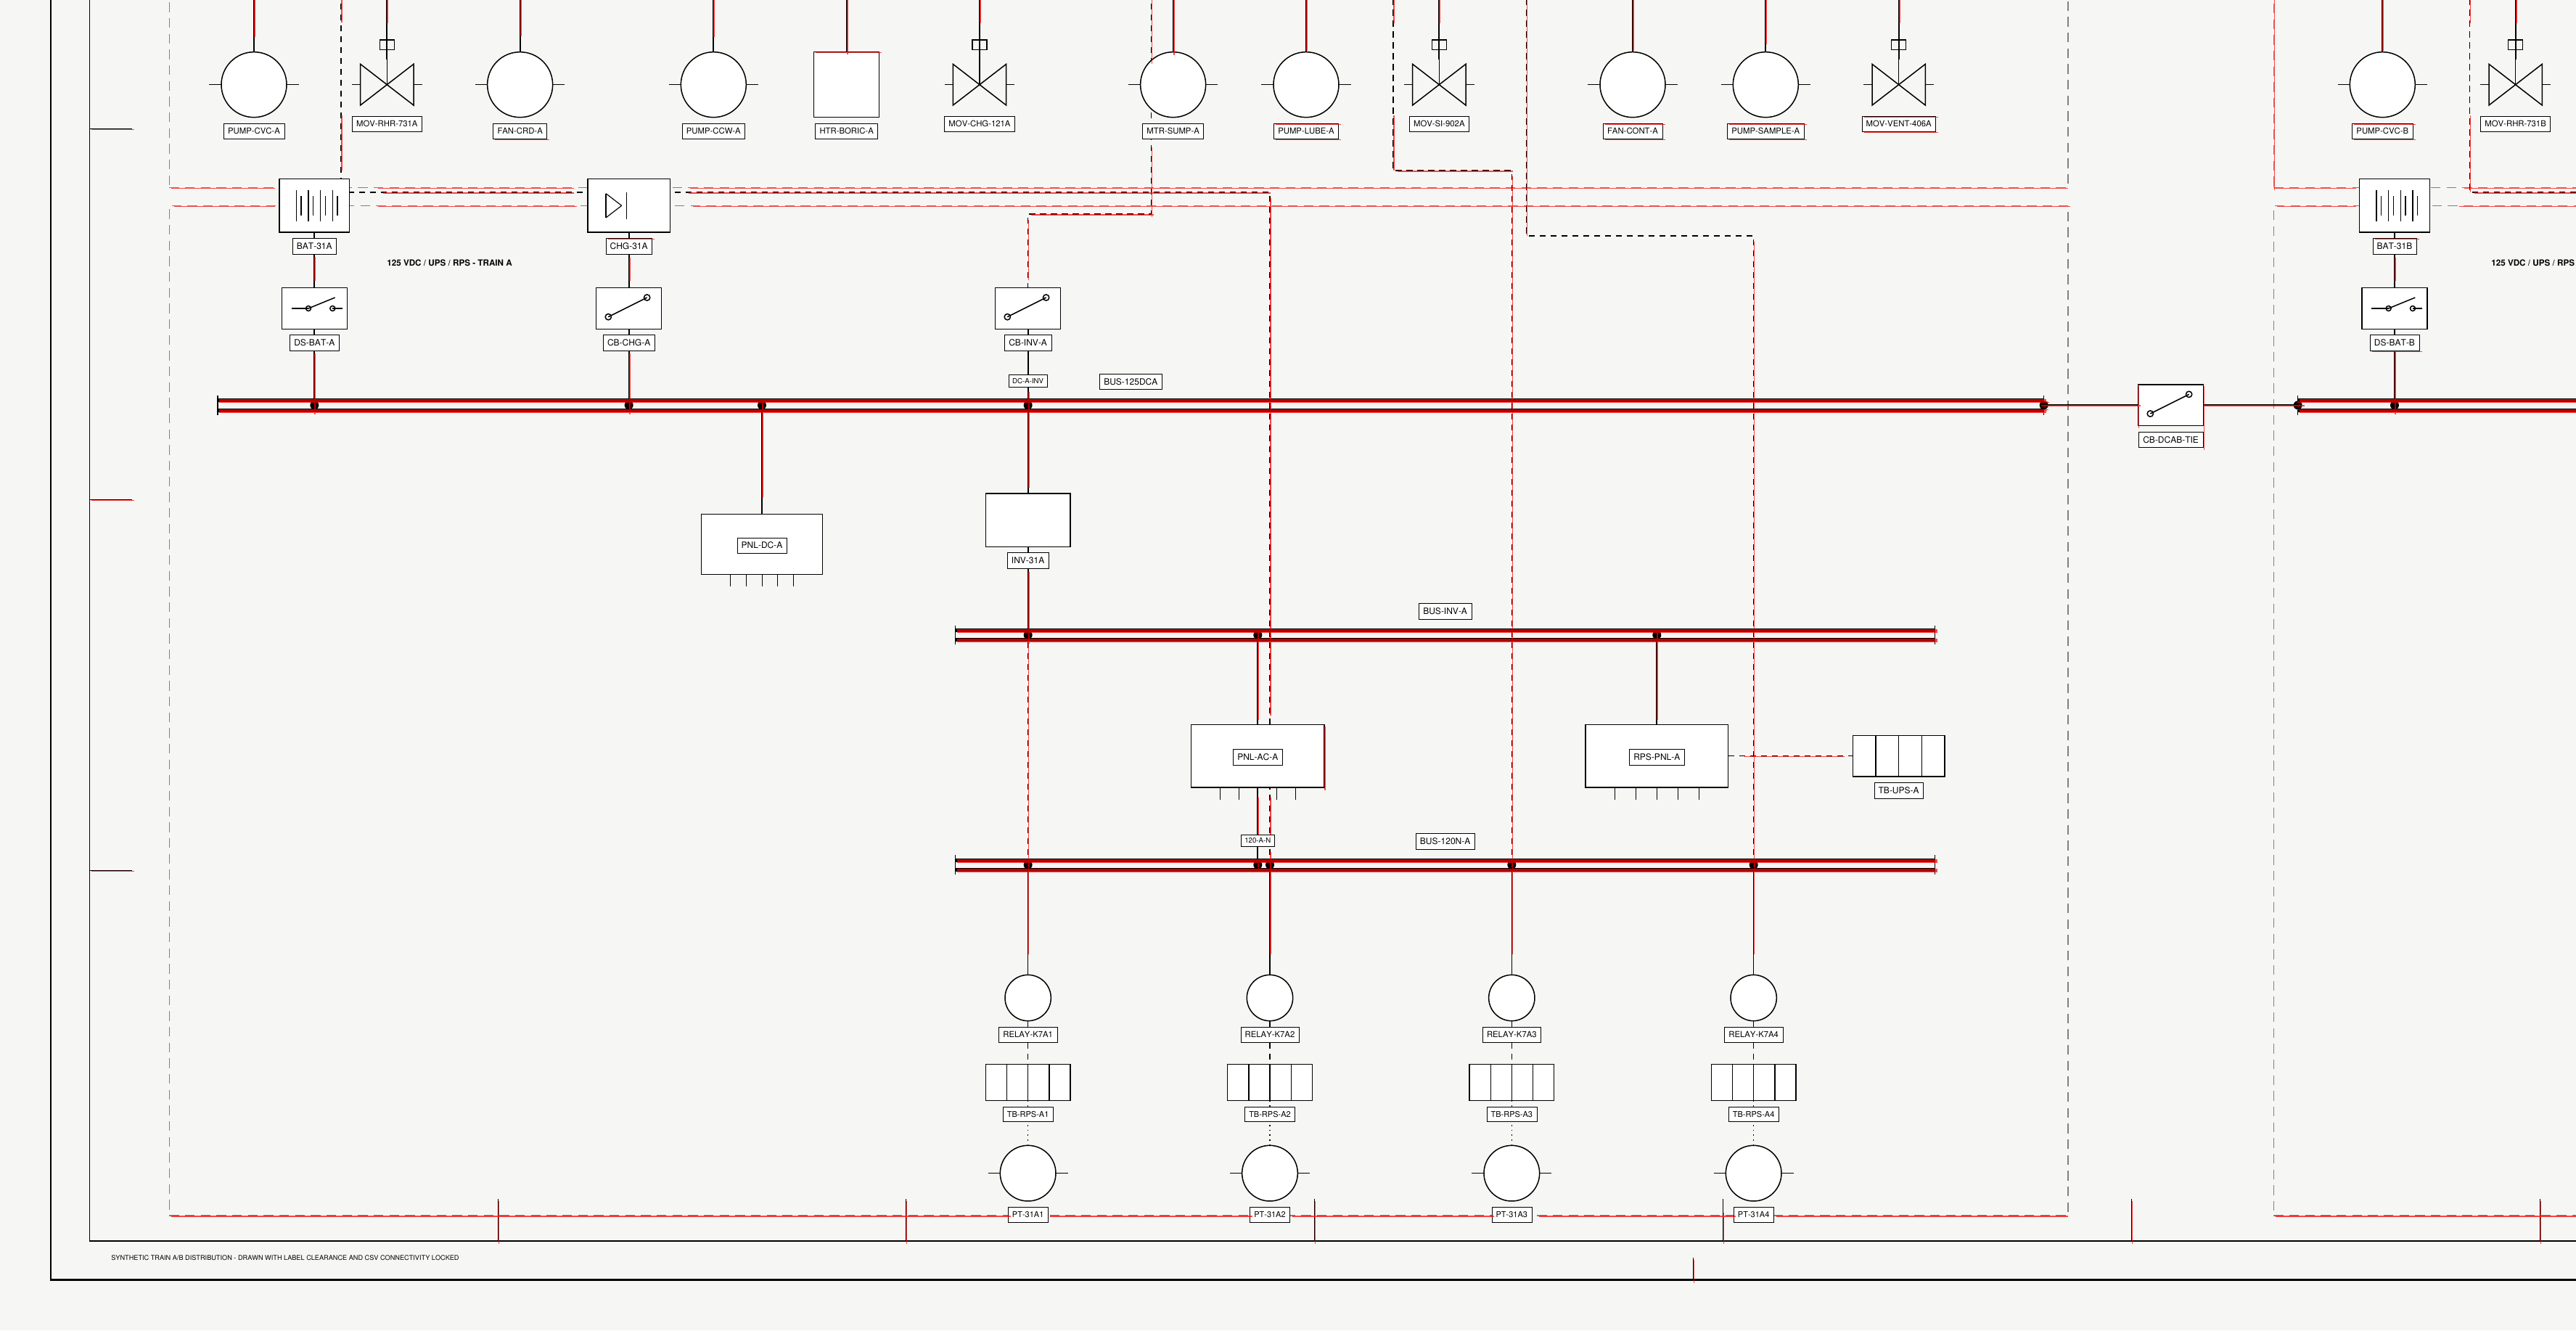 PUMP-CVC-A
MOV-RHR-731A
FAN-CRD-A
PUMP-CCW-A
HTR-BORIC-A
MOV-CHG-121A
MTR-SUMP-A
PUMP-LUBE-A
MOV-SI-902A
FAN-CONT-A
PUMP-SAMPLE-A
MOV-VENT-406A
PUMP-CVC-B
MOV-RHR-731B
BAT-31A
CHG-31A
BAT-31B
125 VDC / UPS / RPS - TRAIN A
125 VDC / UPS / RPS
DS-BAT-A
CB-CHG-A
CB-INV-A
DS-BAT-B
DC-A-INV
BUS-125DCA
CB-DCAB-TIE
PNL-DC-A
INV-31A
BUS-INV-A
PNL-AC-A
RPS-PNL-A
TB-UPS-A
120-A-N
BUS-120N-A
RELAY-K7A1
RELAY-K7A2
RELAY-K7A3
RELAY-K7A4
TB-RPS-A1
TB-RPS-A2
TB-RPS-A3
TB-RPS-A4
PT-31A1
PT-31A2
PT-31A3
PT-31A4
SYNTHETIC TRAIN A/B DISTRIBUTION - DRAWN WITH LABEL CLEARANCE AND CSV CONNECTIVITY LOCKED